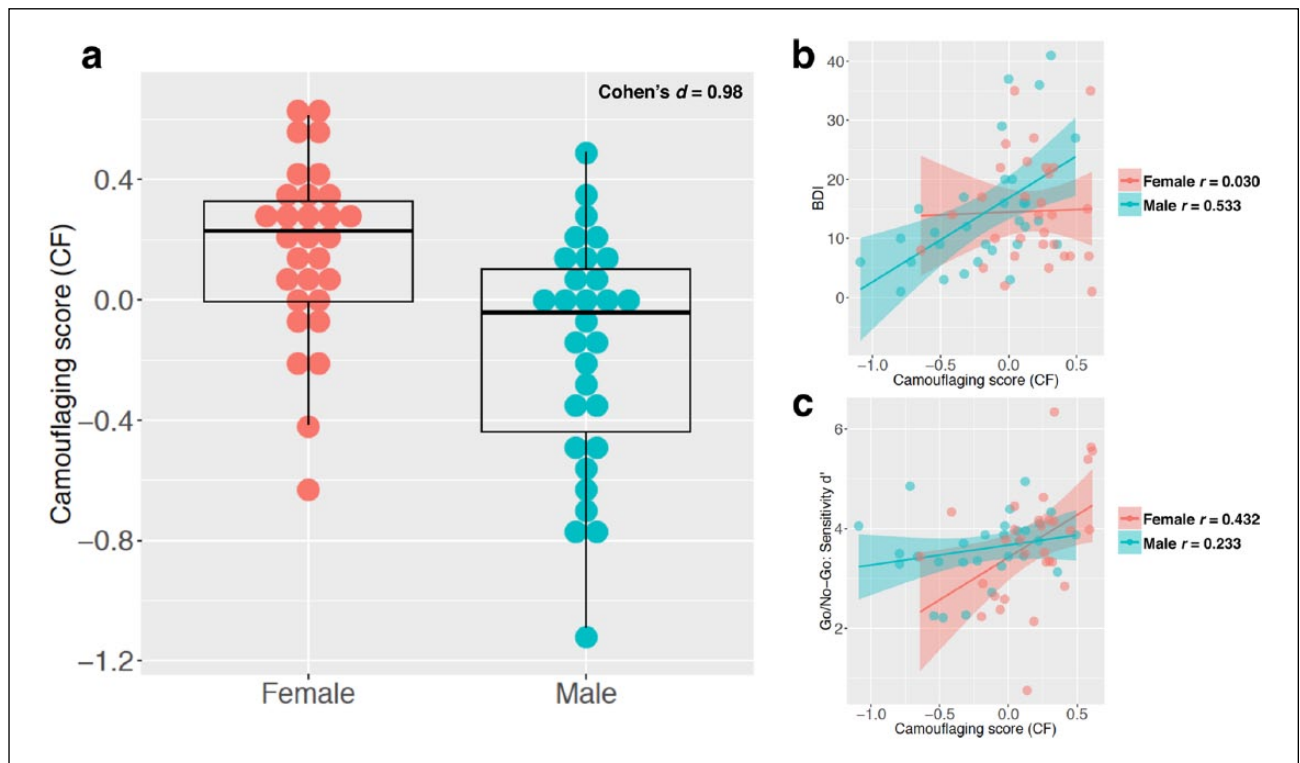 a
Cohen's d = 0.98
Camouflaging score (CF)
0.4
0.0
−0.4
−0.8
−1.2
Female
Male
b
BDI
40
30
20
10
0
−1.0
−0.5
0.0
0.5
Camouflaging score (CF)
Female r = 0.030
Male r = 0.533
c
Go/No−Go: Sensitivity d'
6
4
2
−1.0
−0.5
0.0
0.5
Camouflaging score (CF)
Female r = 0.432
Male r = 0.233